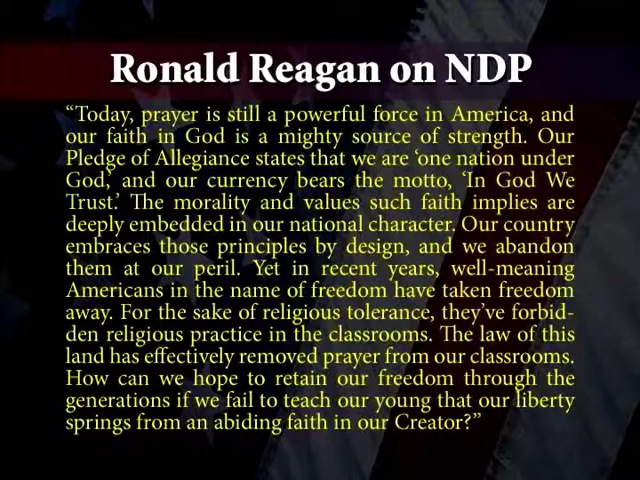 Ronald Reagan on NDP
“Today, prayer is still a powerful force in America, and
our faith in God is a mighty source of strength. Our
Pledge of Allegiance states that we are ‘one nation under
God,’ and our currency bears the motto, ‘In God We
Trust.’ The morality and values such faith implies are
deeply embedded in our national character. Our country
embraces those principles by design, and we abandon
them at our peril. Yet in recent years, well-meaning
Americans in the name of freedom have taken freedom
away. For the sake of religious tolerance, they’ve forbid-
den religious practice in the classrooms. The law of this
land has effectively removed prayer from our classrooms.
How can we hope to retain our freedom through the
generations if we fail to teach our young that our liberty
springs from an abiding faith in our Creator?”